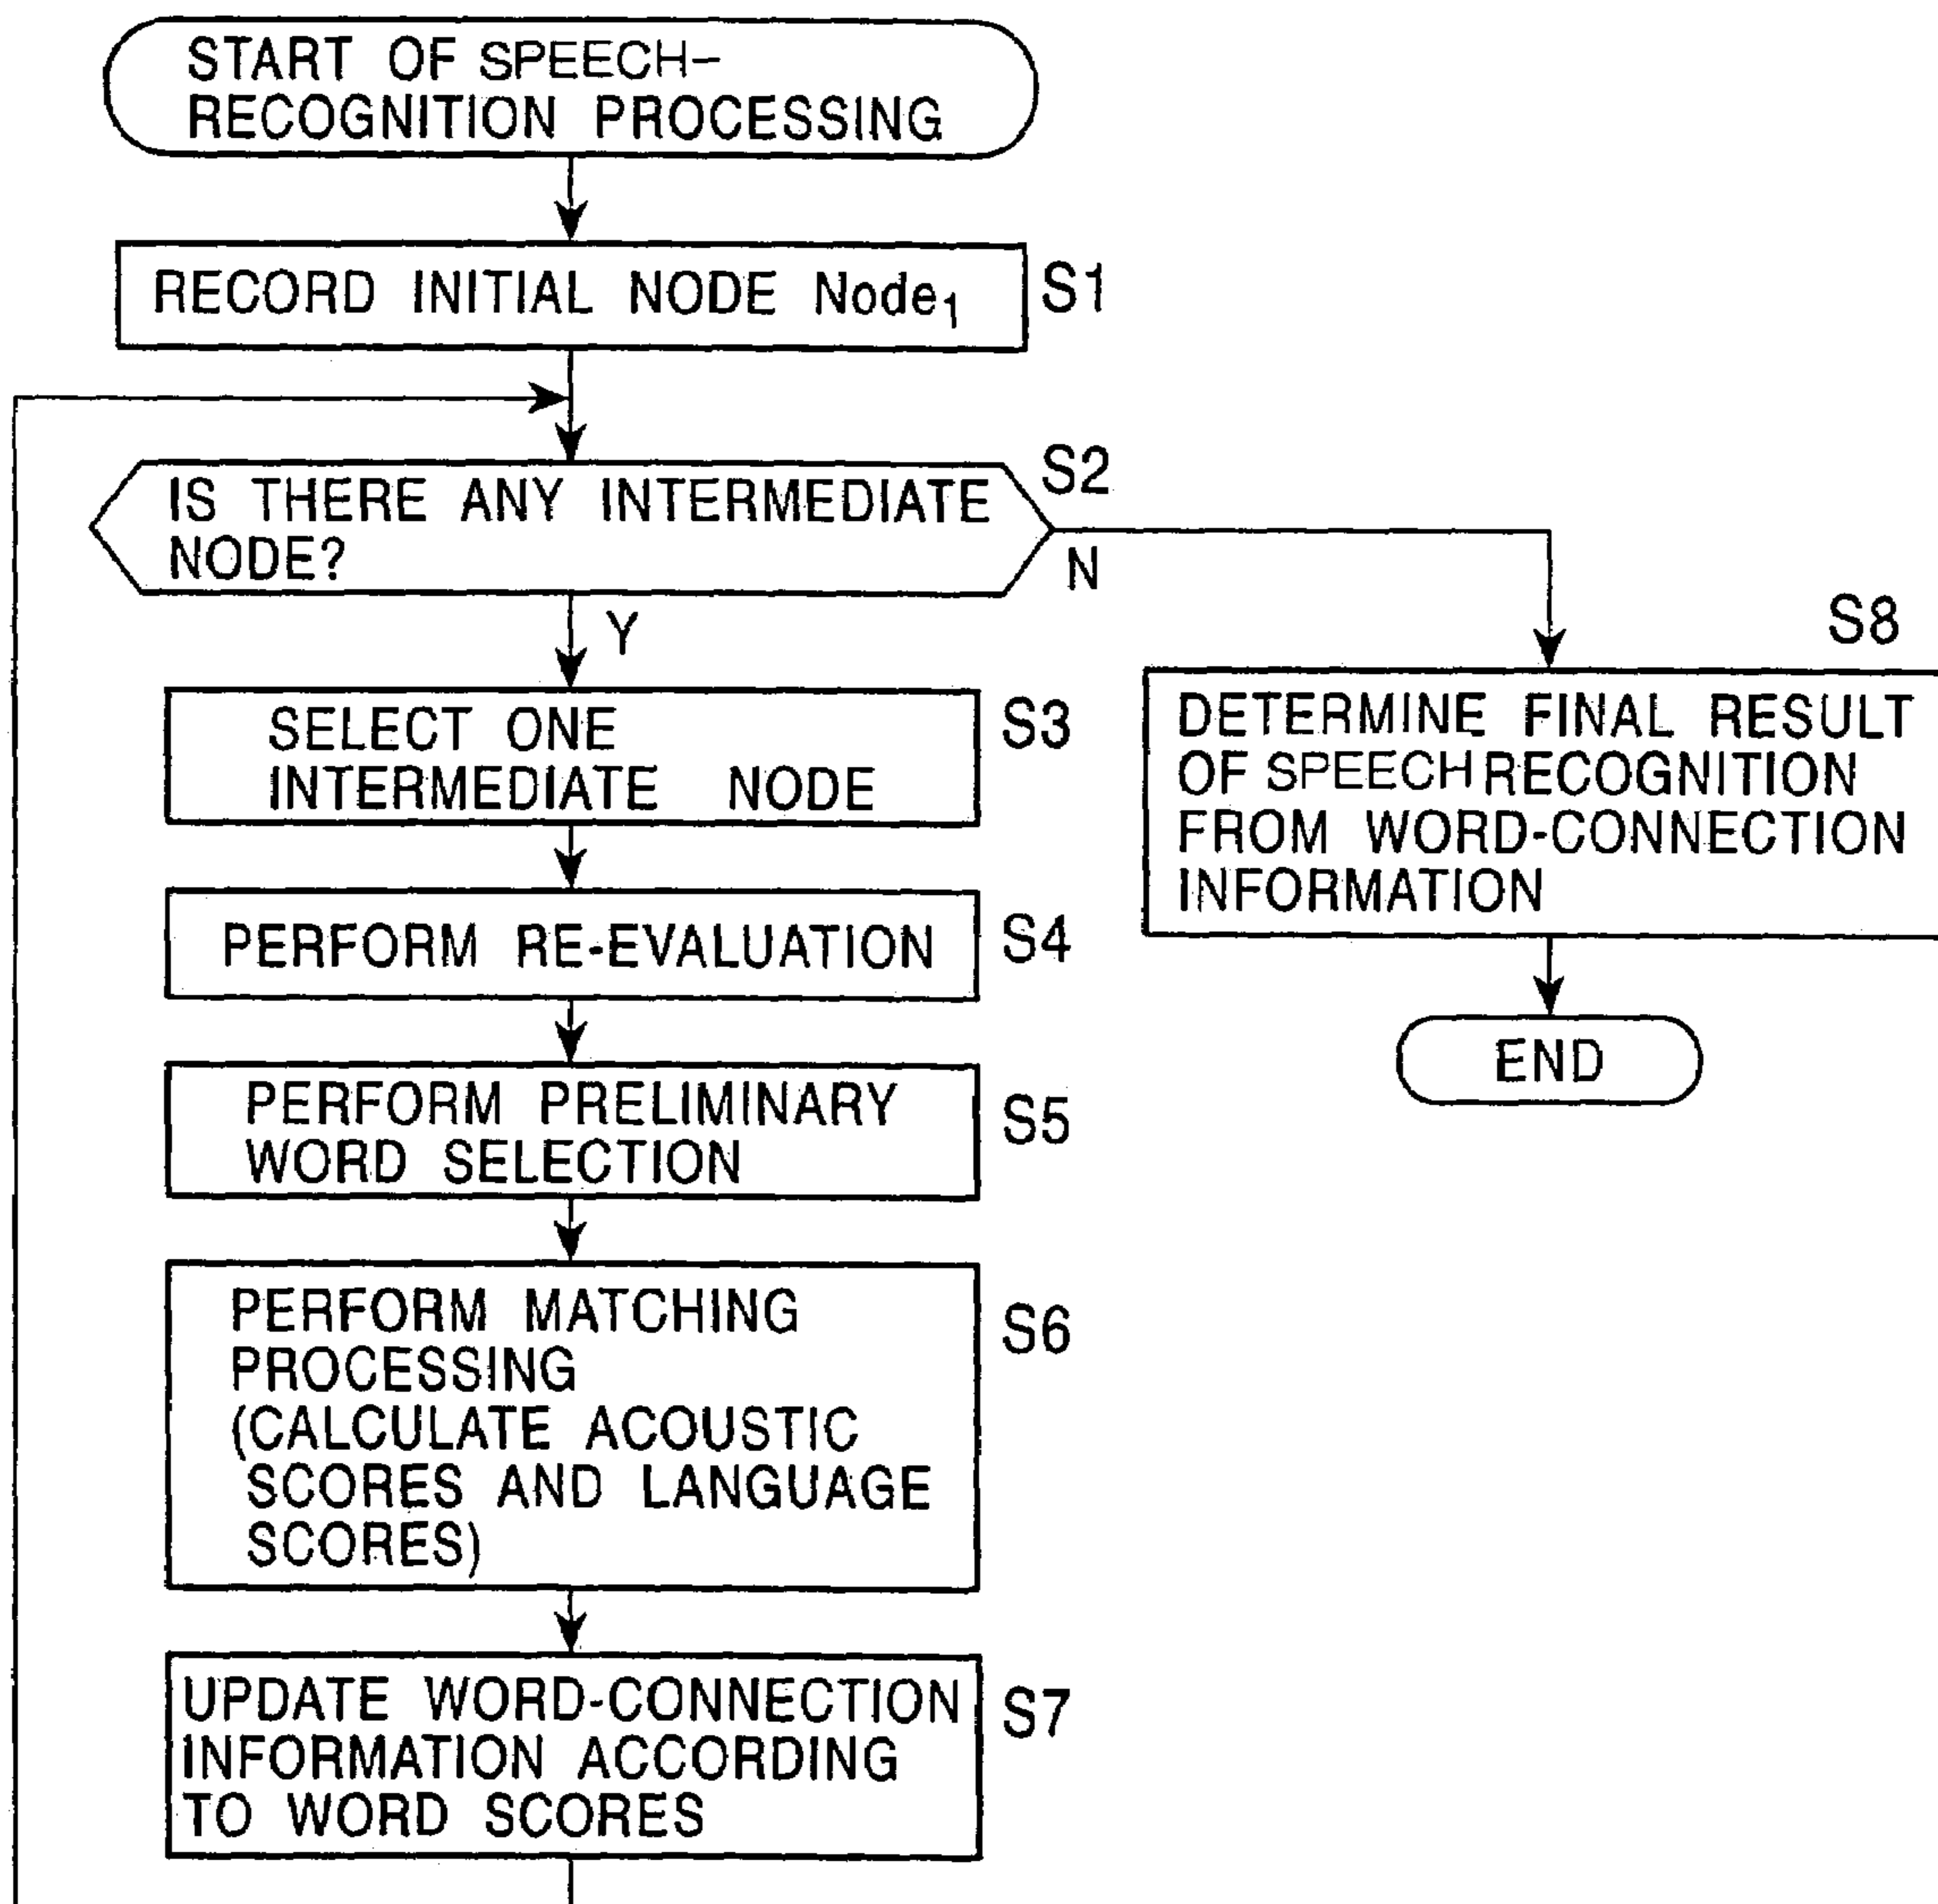 START OF SPEECH-
RECOGNITION PROCESSING
RECORD INITIAL NODE Node₁
S1
IS THERE ANY INTERMEDIATE
NODE?
S2
N
Y
SELECT ONE
INTERMEDIATE NODE
S3
PERFORM RE-EVALUATION
S4
PERFORM PRELIMINARY
WORD SELECTION
S5
PERFORM MATCHING
PROCESSING
(CALCULATE ACOUSTIC
SCORES AND LANGUAGE
SCORES)
S6
UPDATE WORD-CONNECTION
INFORMATION ACCORDING
TO WORD SCORES
S7
S8
DETERMINE FINAL RESULT
OF SPEECH RECOGNITION
FROM WORD-CONNECTION
INFORMATION
END